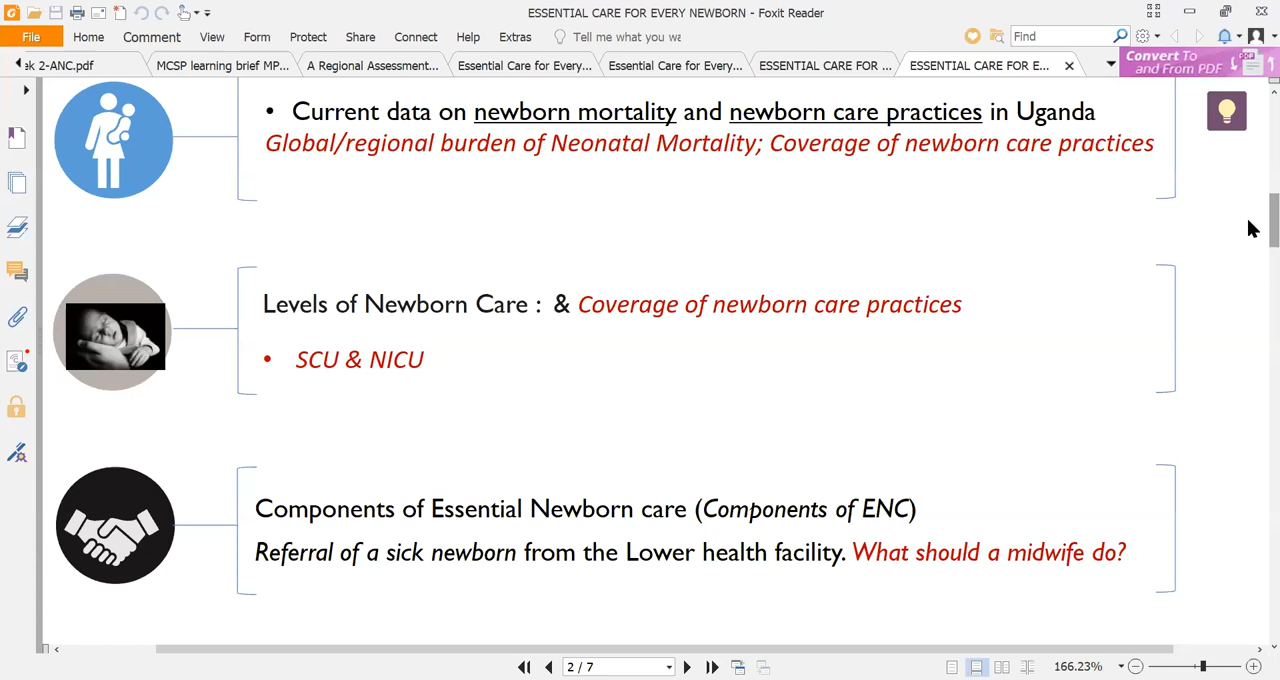 ESSENTIAL CARE FOR EVERY NEWBORN - Foxit Reader
File Home Comment View Form Protect Share Connect Help Extras Tell me what you wa Find
ek 2-ANC.pdf MCSP learning brief MP... A Regional Assessment... Essential Care for Every... Essential Care for Every... ESSENTIAL CARE FOR ... ESSENTIAL CARE FOR E... Convert To
and From PDF PDF
• Current data on newborn mortality and newborn care practices in Uganda
Global/regional burden of Neonatal Mortality; Coverage of newborn care practices
Levels of Newborn Care : & Coverage of newborn care practices
• SCU & NICU
Components of Essential Newborn care (Components of ENC)
Referral of a sick newborn from the Lower health facility. What should a midwife do?
2 / 7 166.23%